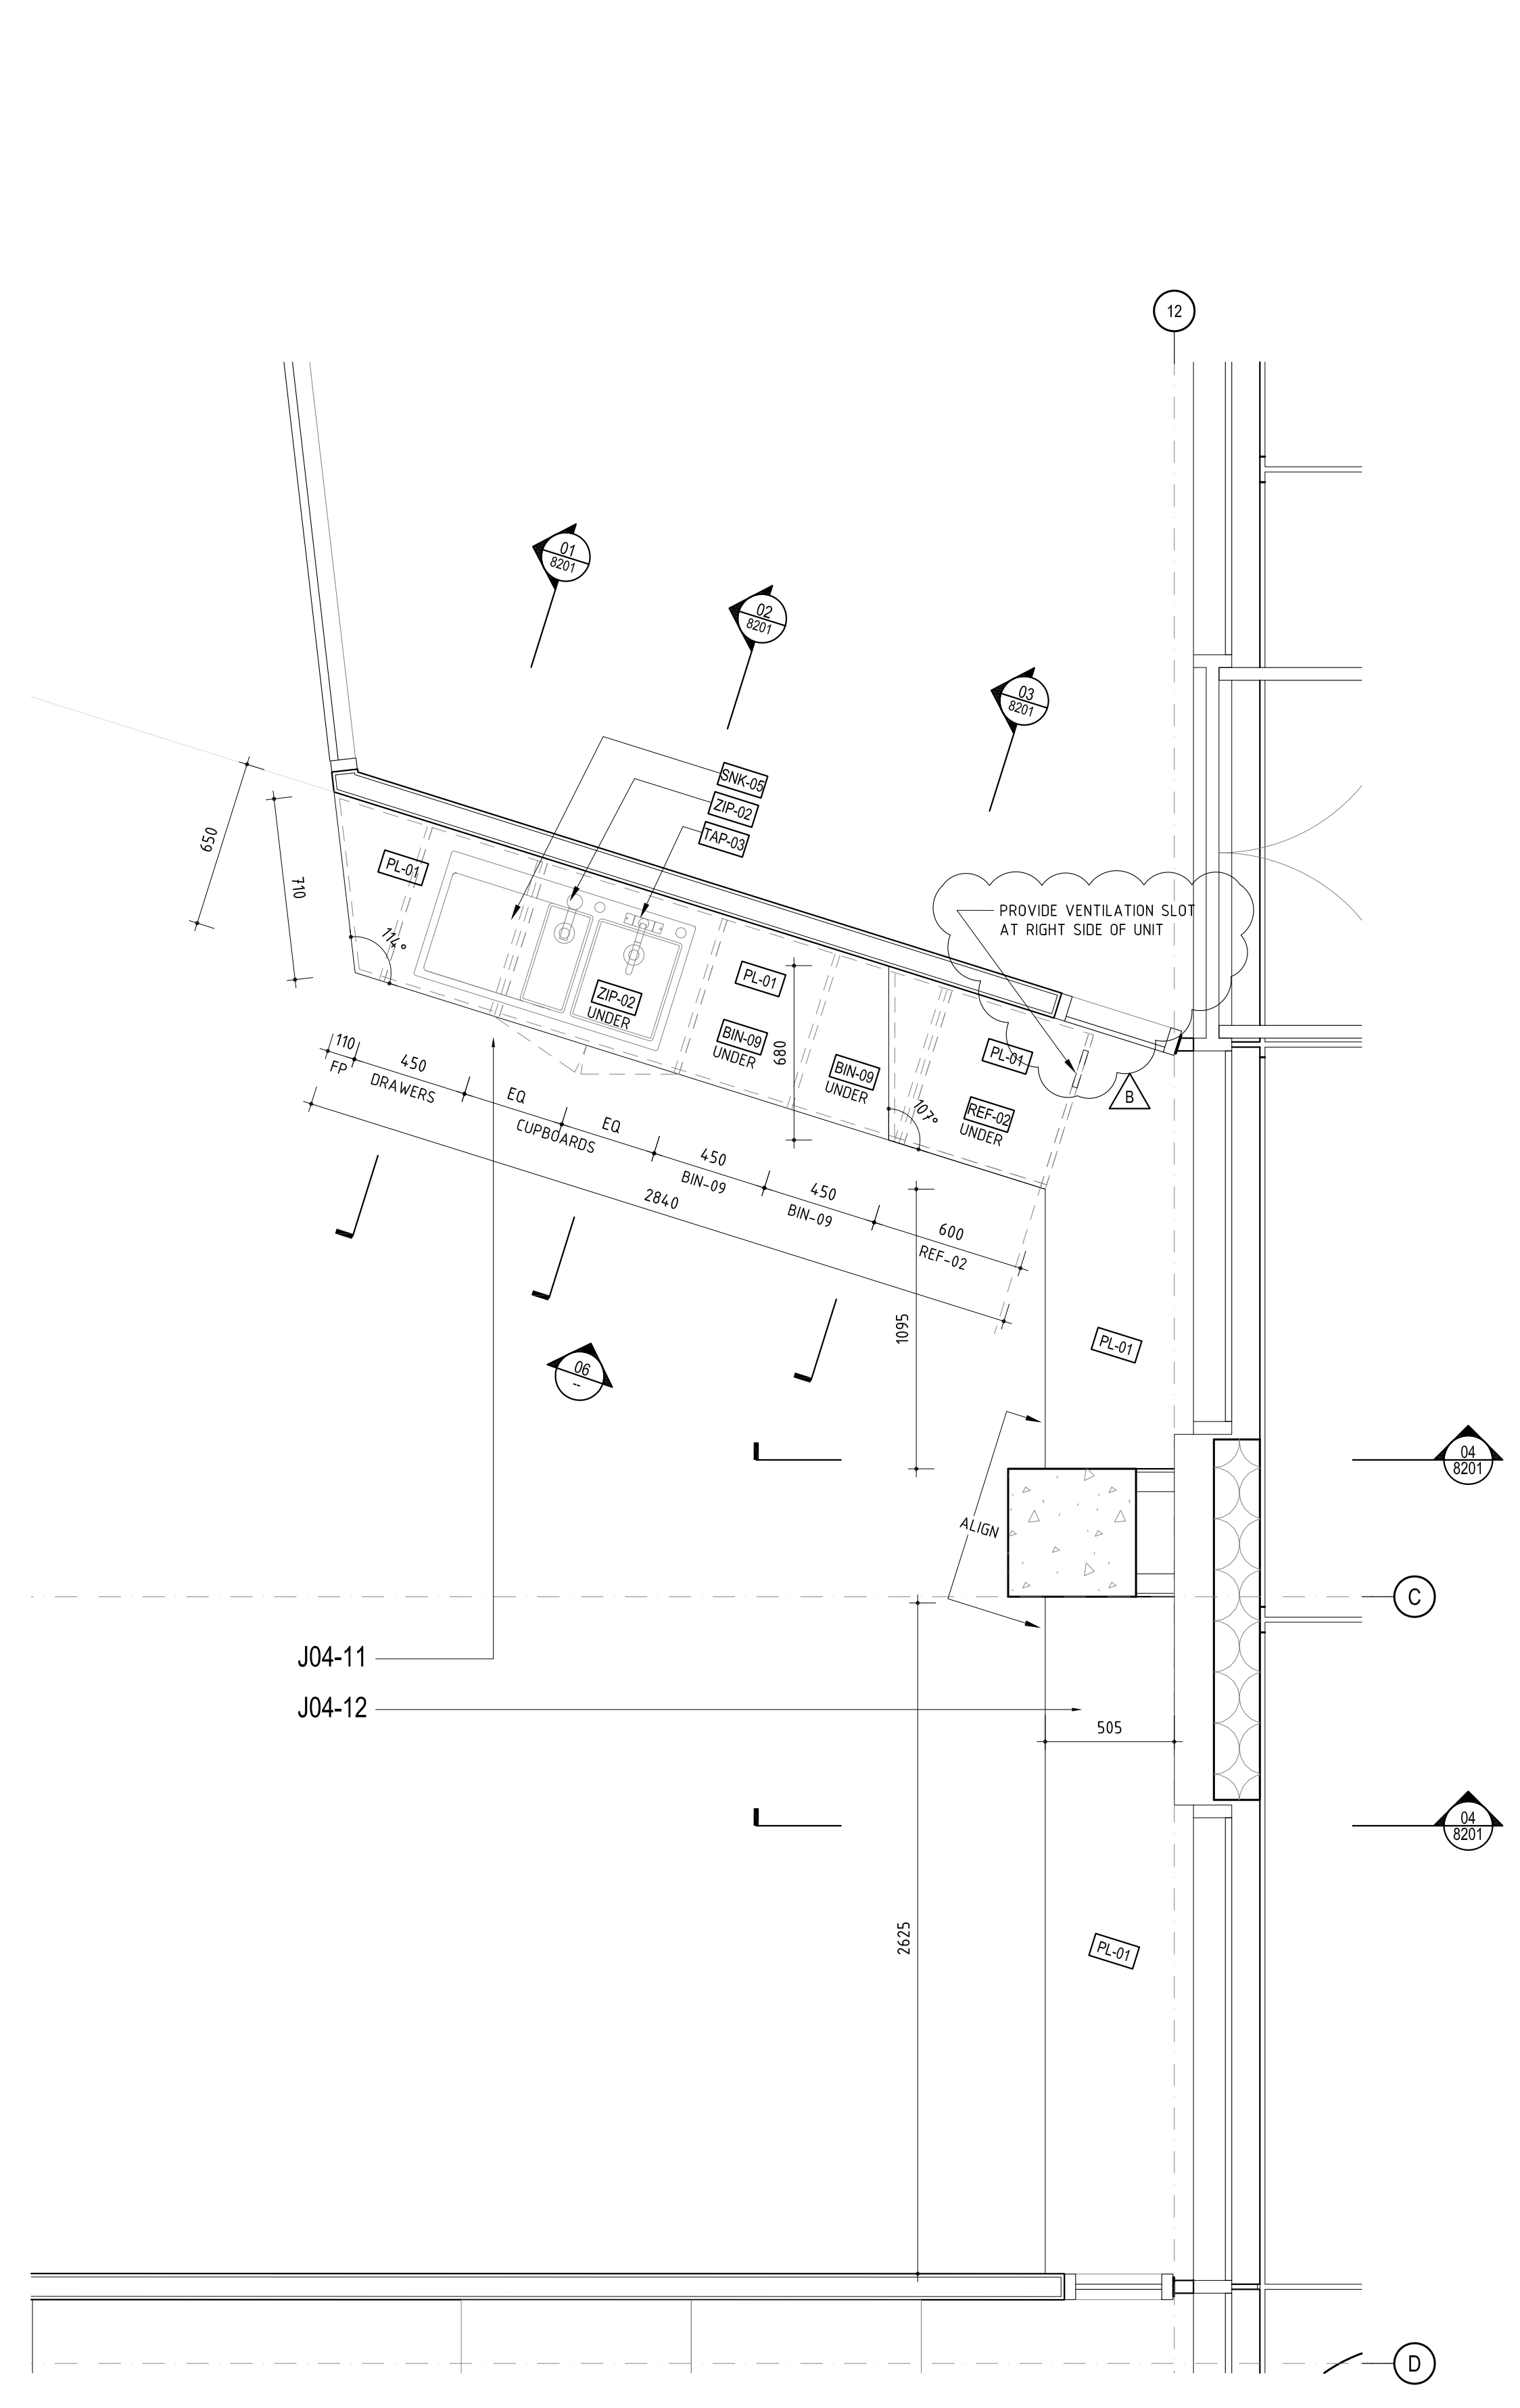 12
01
8201
02
8201
03
8201
SNK-05
ZIP-02
TAP-03
650
710
PL-01
114°
PROVIDE VENTILATION SLOT
AT RIGHT SIDE OF UNIT
ZIP-02
UNDER
PL-01
BIN-09
UNDER
680
BIN-09
UNDER
PL-01
REF-02
UNDER
107°
B
110
FP
450
DRAWERS
EQ
EQ
CUPBOARDS
450
BIN-09
450
BIN-09
600
REF-02
2840
1095
PL-01
06
--
04
8201
ALIGN
C
J04-11
J04-12
505
04
8201
2625
PL-01
D